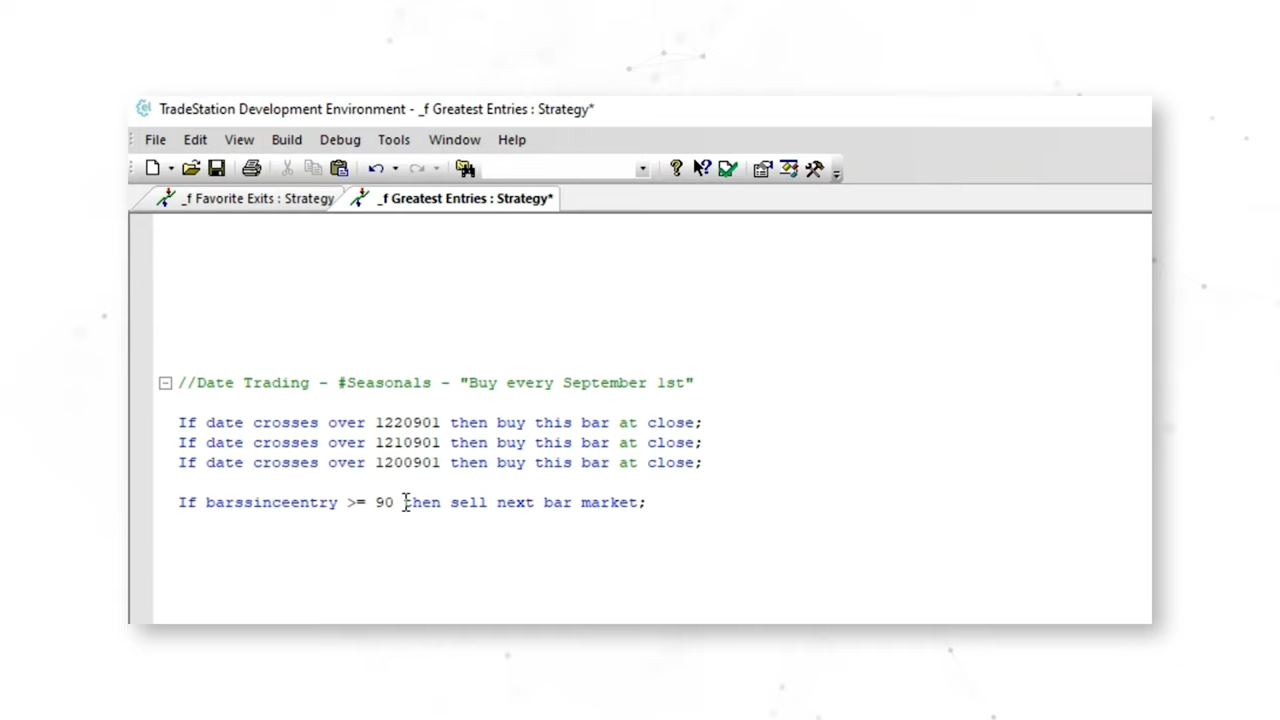 TradeStation Development Environment - _f Greatest Entries : Strategy*
File Edit View Build Debug Tools Window Help
_f Favorite Exits : Strategy _f Greatest Entries : Strategy*
//Date Trading - #Seasonals - "Buy every September 1st"
If date crosses over 1220901 then buy this bar at close;
If date crosses over 1210901 then buy this bar at close;
If date crosses over 1200901 then buy this bar at close;
If barssinceentry >= 90 then sell next bar market;